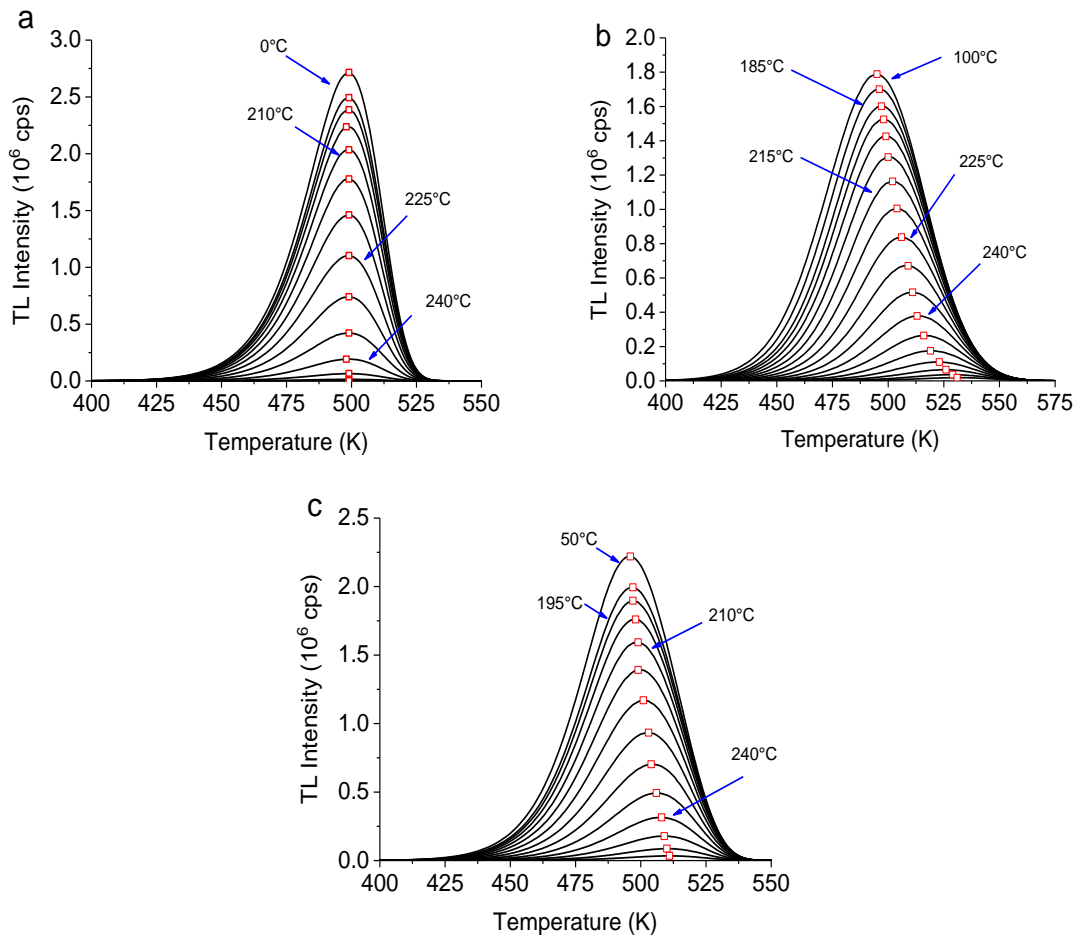 a
3.0
2.5
2.0
1.5
1.0
0.5
0.0
TL Intensity (10⁶ cps)
0°C
210°C
225°C
240°C
400 425 450 475 500 525 550
Temperature (K)
b
2.0
1.8
1.6
1.4
1.2
1.0
0.8
0.6
0.4
0.2
0.0
TL Intensity (10⁶ cps)
100°C
185°C
215°C
225°C
240°C
400 425 450 475 500 525 550 575
Temperature (K)
c
2.5
2.0
1.5
1.0
0.5
0.0
TL Intensity (10⁶ cps)
50°C
195°C
210°C
240°C
400 425 450 475 500 525 550
Temperature (K)